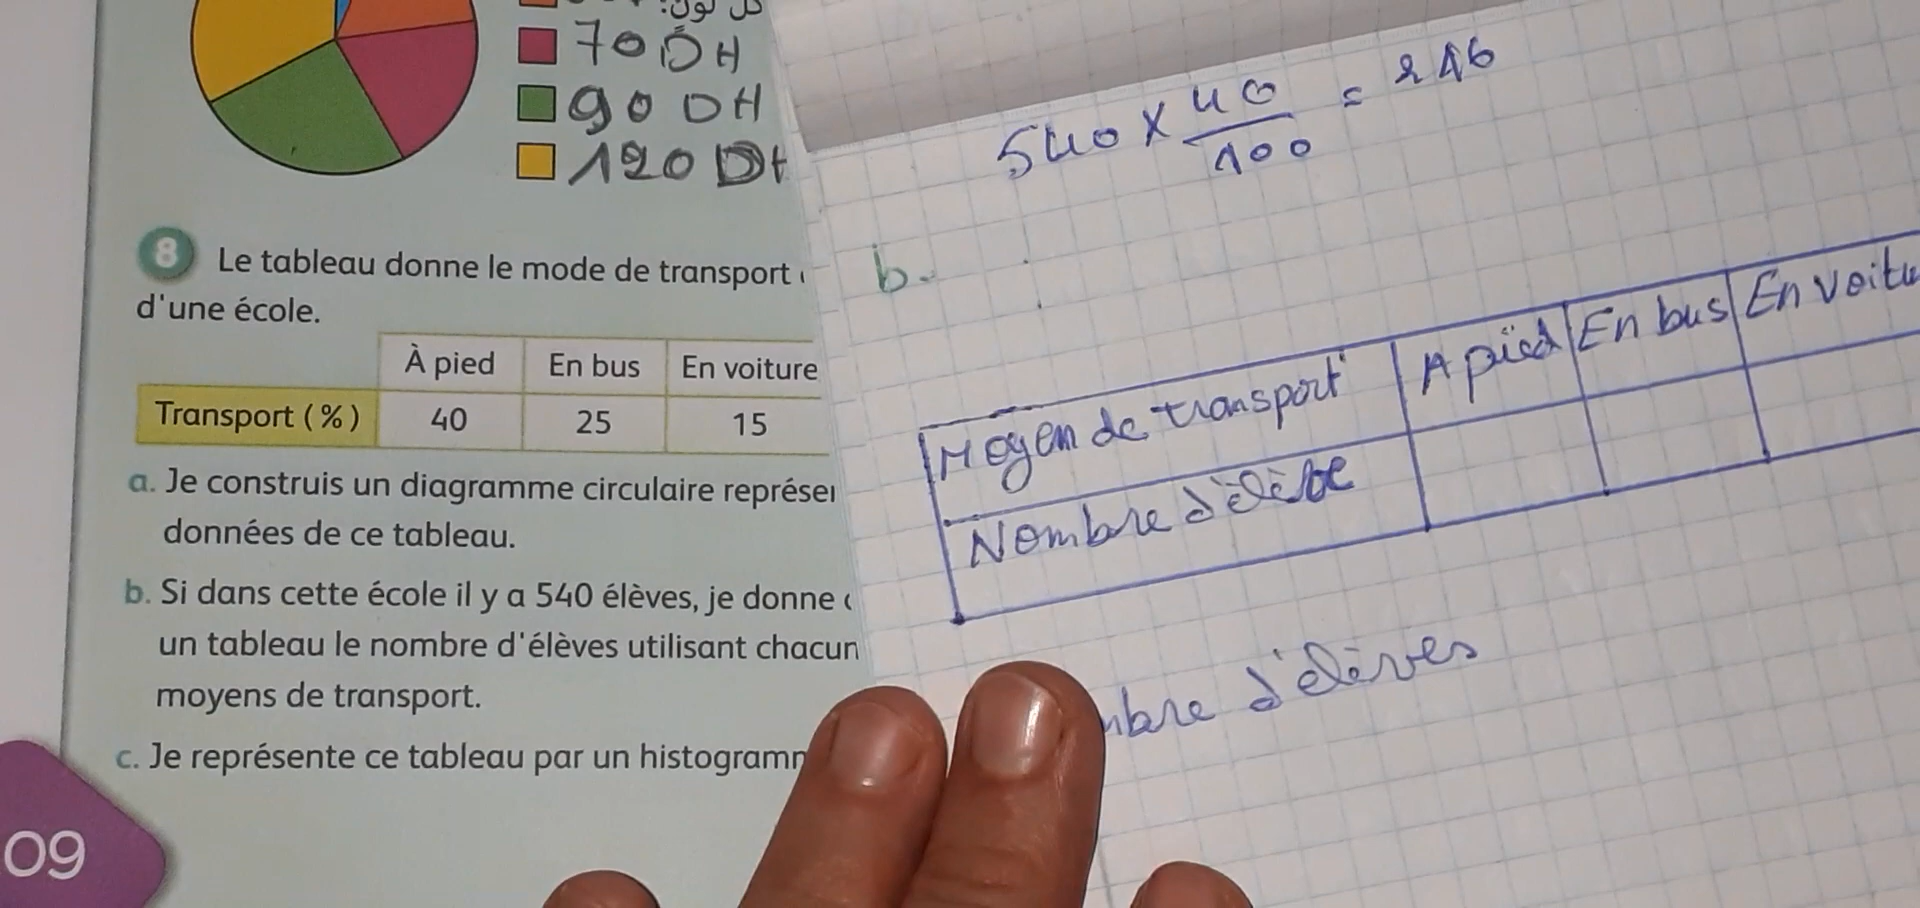 كل لون:
70 DH
90 DH
120 DH
8 Le tableau donne le mode de transport
d'une école.
À pied En bus En voiture
Transport (%) 40 25 15
a. Je construis un diagramme circulaire
données de ce tableau.
b. Si dans cette école il y a 540 élèves, je donne
un tableau le nombre d'élèves utilisant chacun
moyens de transport.
c. Je représente ce tableau par un
09
540 × 40/100 = 216
b.
Moyen de transport A pied En bus En voitu
Nombre d'élève
mbre d'élèves